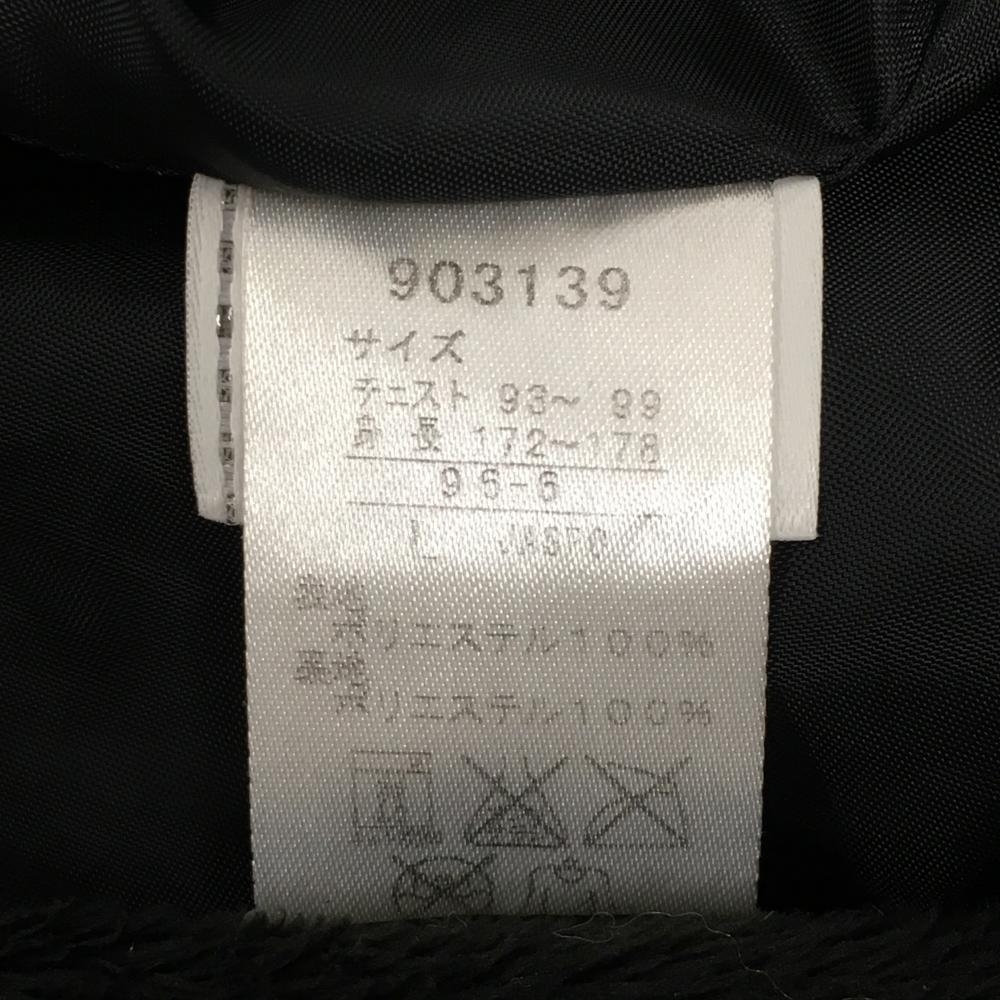 903139
サイズ
チェスト 93～ 99
身 長 172～178
96-6
L JASPO
表地
ポリエステル100%
裏地
ポリエステル100%